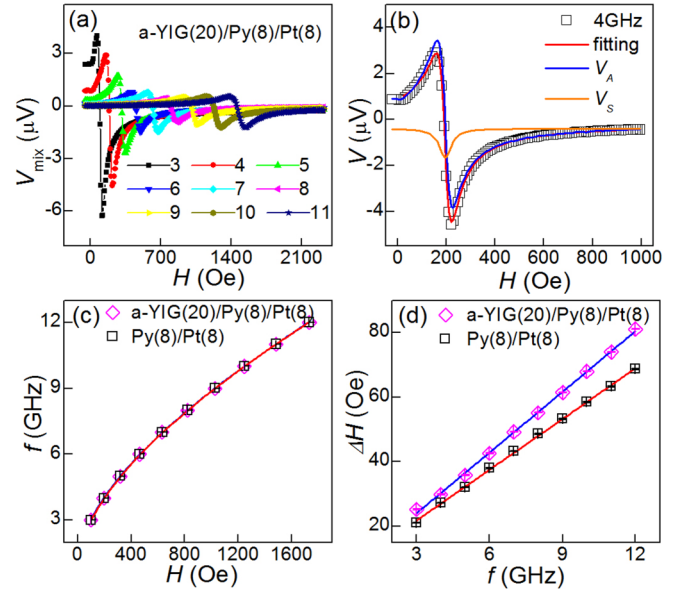 (a) a-YIG(20)/Py(8)/Pt(8)
4
0
-3
-6
V_mix (μV)
3 4 5
6 7 8
9 10 11
0 700 1400 2100
H (Oe)
(b)
4GHz
fitting
V_A
V_S
4
2
0
-2
-4
V (μV)
0 200 400 600 800 1000
H (Oe)
(c)
a-YIG(20)/Py(8)/Pt(8)
Py(8)/Pt(8)
12
9
6
3
f (GHz)
0 400 800 1200 1600
H (Oe)
(d)
a-YIG(20)/Py(8)/Pt(8)
Py(8)/Pt(8)
80
60
40
20
ΔH (Oe)
3 6 9 12
f (GHz)